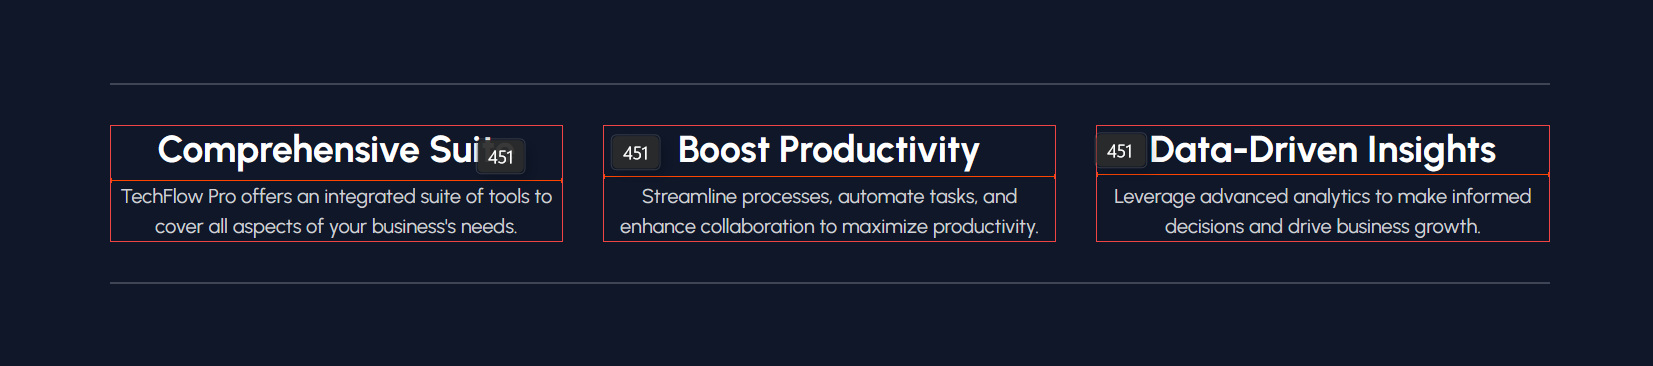 Comprehensive Suite
451
TechFlow Pro offers an integrated suite of tools to
cover all aspects of your business's needs.
451
Boost Productivity
Streamline processes, automate tasks, and
enhance collaboration to maximize productivity.
451
Data-Driven Insights
Leverage advanced analytics to make informed
decisions and drive business growth.